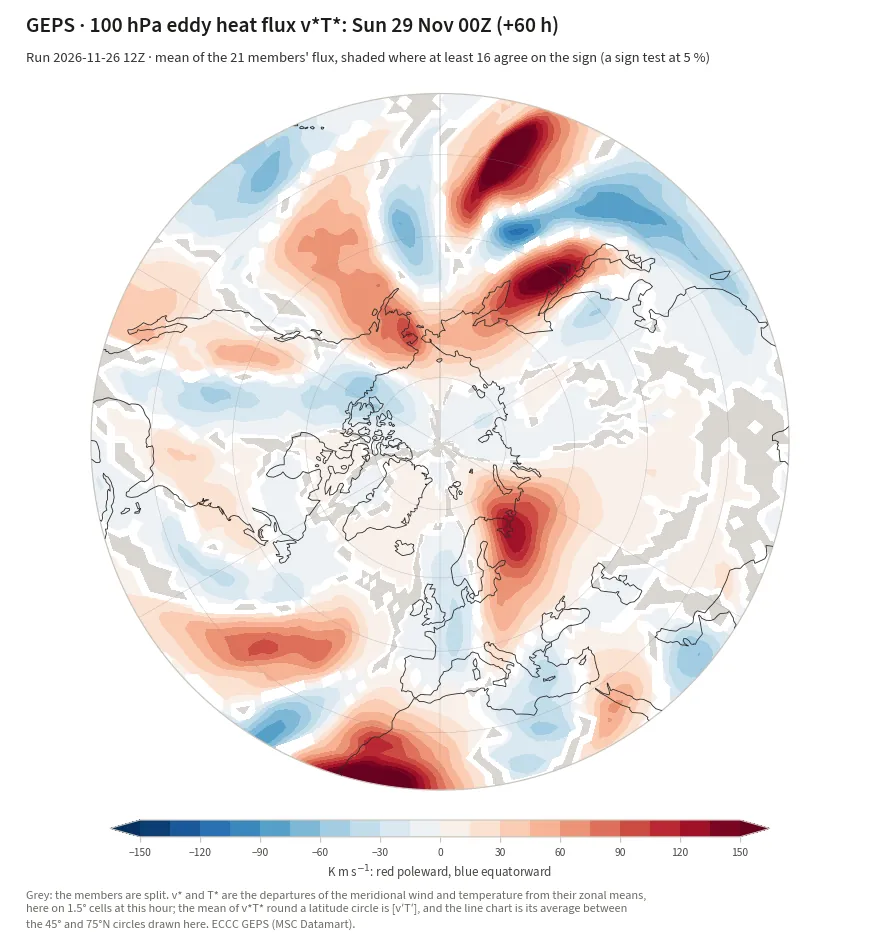 GEPS · 100 hPa eddy heat flux v*T*: Sun 29 Nov 00Z (+60 h)
Run 2026-11-26 12Z · mean of the 21 members' flux, shaded where at least 16 agree on the sign (a sign test at 5 %)
−150 −120 −90 −60 −30 0 30 60 90 120 150
K m s⁻¹: red poleward, blue equatorward
Grey: the members are split. v* and T* are the departures of the meridional wind and temperature from their zonal means,
here on 1.5° cells at this hour; the mean of v*T* round a latitude circle is [v'T'], and the line chart is its average between
the 45° and 75°N circles drawn here. ECCC GEPS (MSC Datamart).